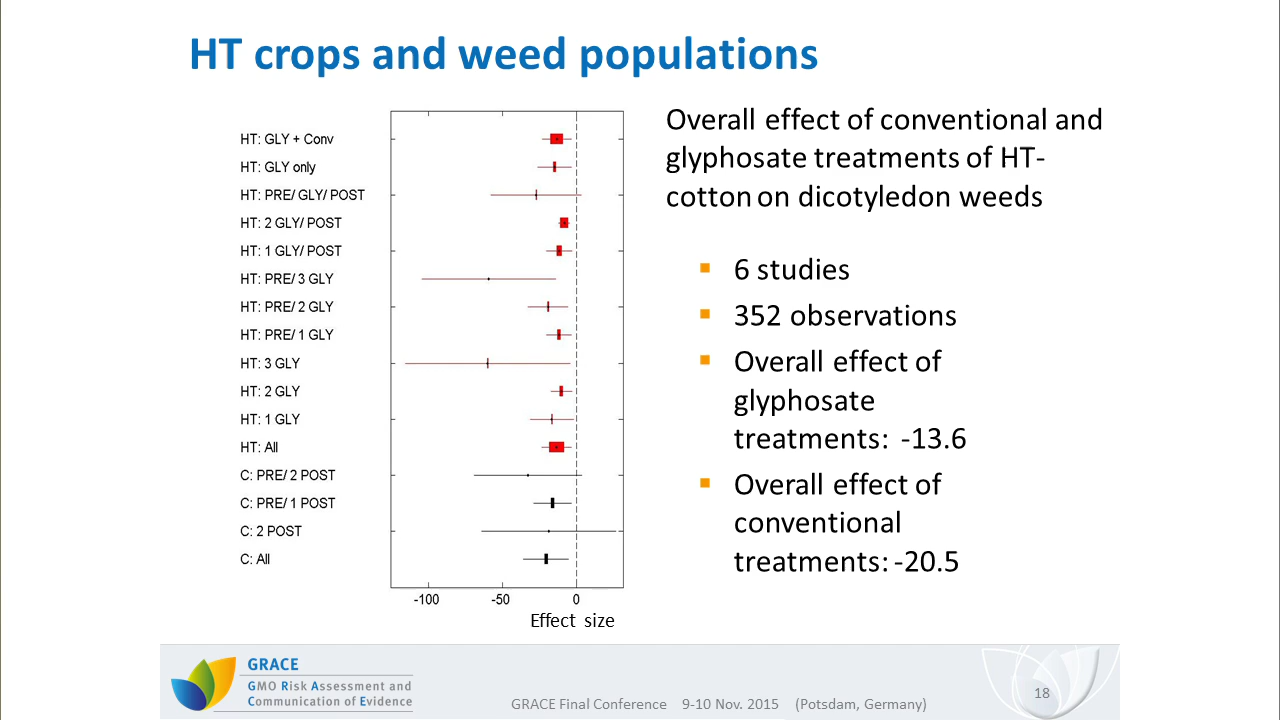 HT crops and weed populations
HT: GLY + Conv
HT: GLY only
HT: PRE/ GLY/ POST
HT: 2 GLY/ POST
HT: 1 GLY/ POST
HT: PRE/ 3 GLY
HT: PRE/ 2 GLY
HT: PRE/ 1 GLY
HT: 3 GLY
HT: 2 GLY
HT: 1 GLY
HT: All
C: PRE/ 2 POST
C: PRE/ 1 POST
C: 2 POST
C: All
-100 -50 0
Effect size
Overall effect of conventional and
glyphosate treatments of HT-
cotton on dicotyledon weeds
6 studies
352 observations
Overall effect of
glyphosate
treatments: -13.6
Overall effect of
conventional
treatments: -20.5
GRACE
GMO Risk Assessment and
Communication of Evidence
GRACE Final Conference 9-10 Nov. 2015 (Potsdam, Germany)
18